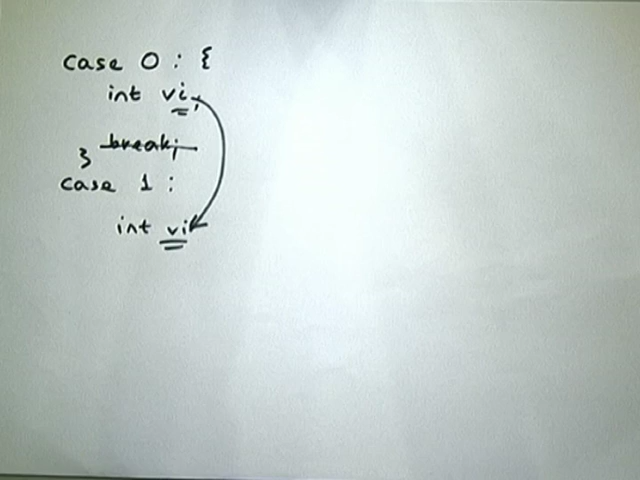 case 0 : {
int vi;
break;
}
case 1 :
int vi